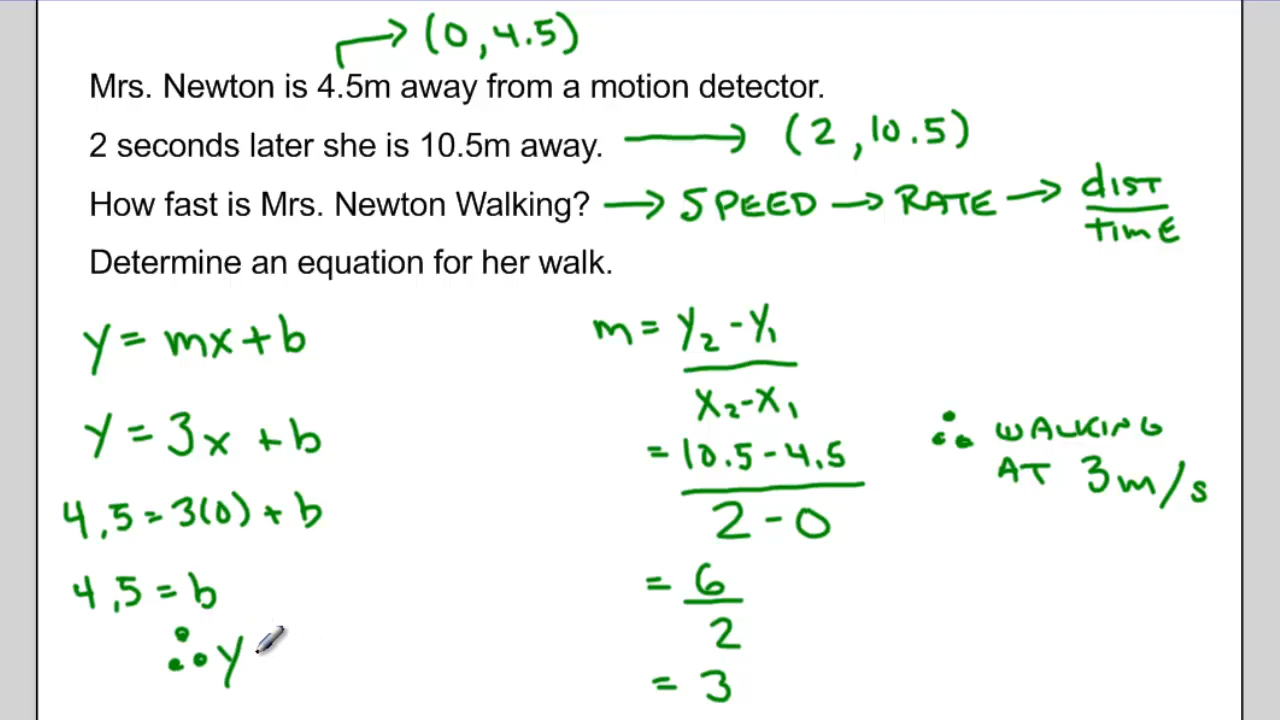 (0,4.5)
Mrs. Newton is 4.5m away from a motion detector.
2 seconds later she is 10.5m away. (2,10.5)
How fast is Mrs. Newton Walking? → SPEED → RATE → DIST
TIME
Determine an equation for her walk.
y = mx + b
y = 3x + b
4.5 = 3(0) + b
4.5 = b
∴ y
m = y₂ - y₁
x₂ - x₁
= 10.5 - 4.5
2 - 0
= 6
2
= 3
∴ WALKING
AT 3m/s